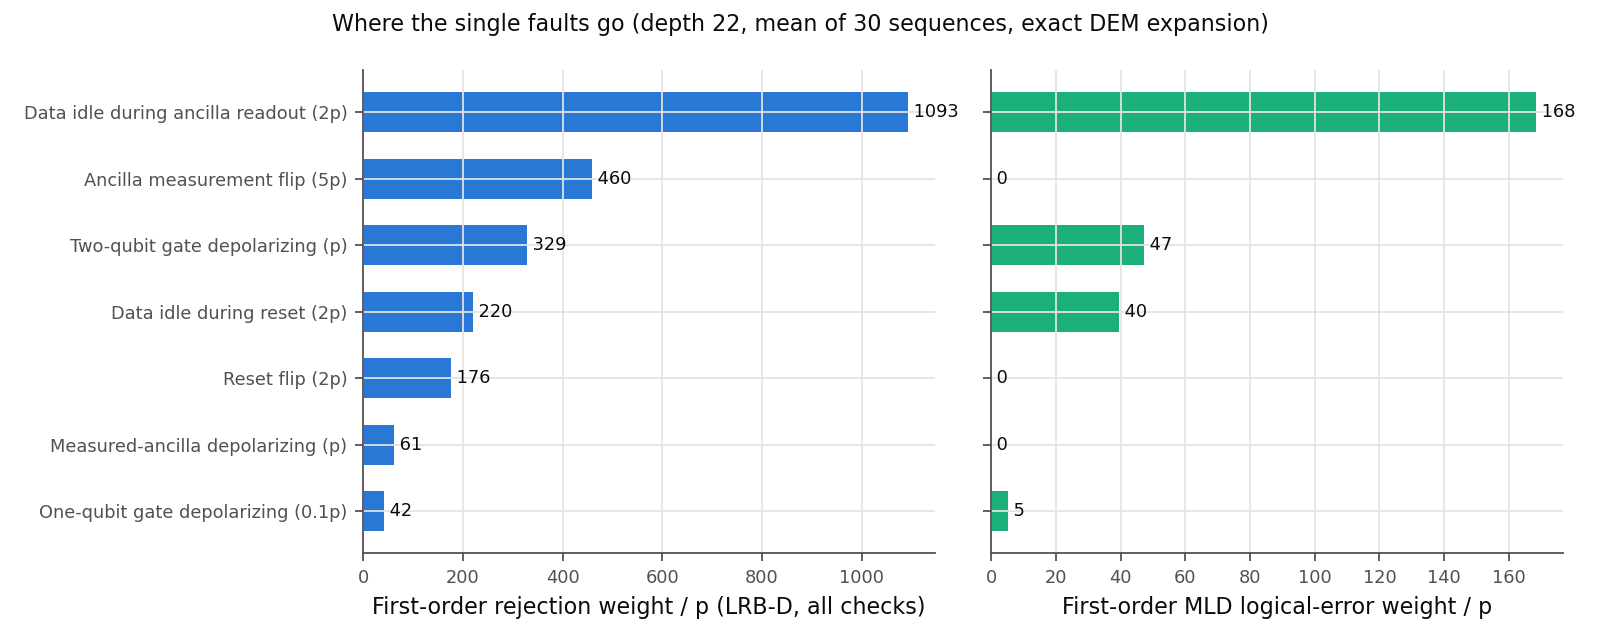 Where the single faults go (depth 22, mean of 30 sequences, exact DEM expansion)
Data idle during ancilla readout (2p)
1093
168
Ancilla measurement flip (5p)
460
0
Two-qubit gate depolarizing (p)
329
47
Data idle during reset (2p)
220
40
Reset flip (2p)
176
0
Measured-ancilla depolarizing (p)
61
0
One-qubit gate depolarizing (0.1p)
42
5
0 200 400 600 800 1000
0 20 40 60 80 100 120 140 160
First-order rejection weight / p (LRB-D, all checks)
First-order MLD logical-error weight / p